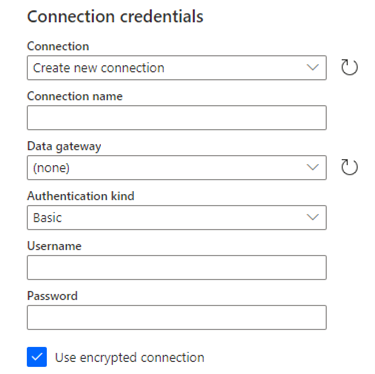 Connection credentials
Connection
Create new connection
Connection name
Data gateway
(none)
Authentication kind
Basic
Username
Password
Use encrypted connection